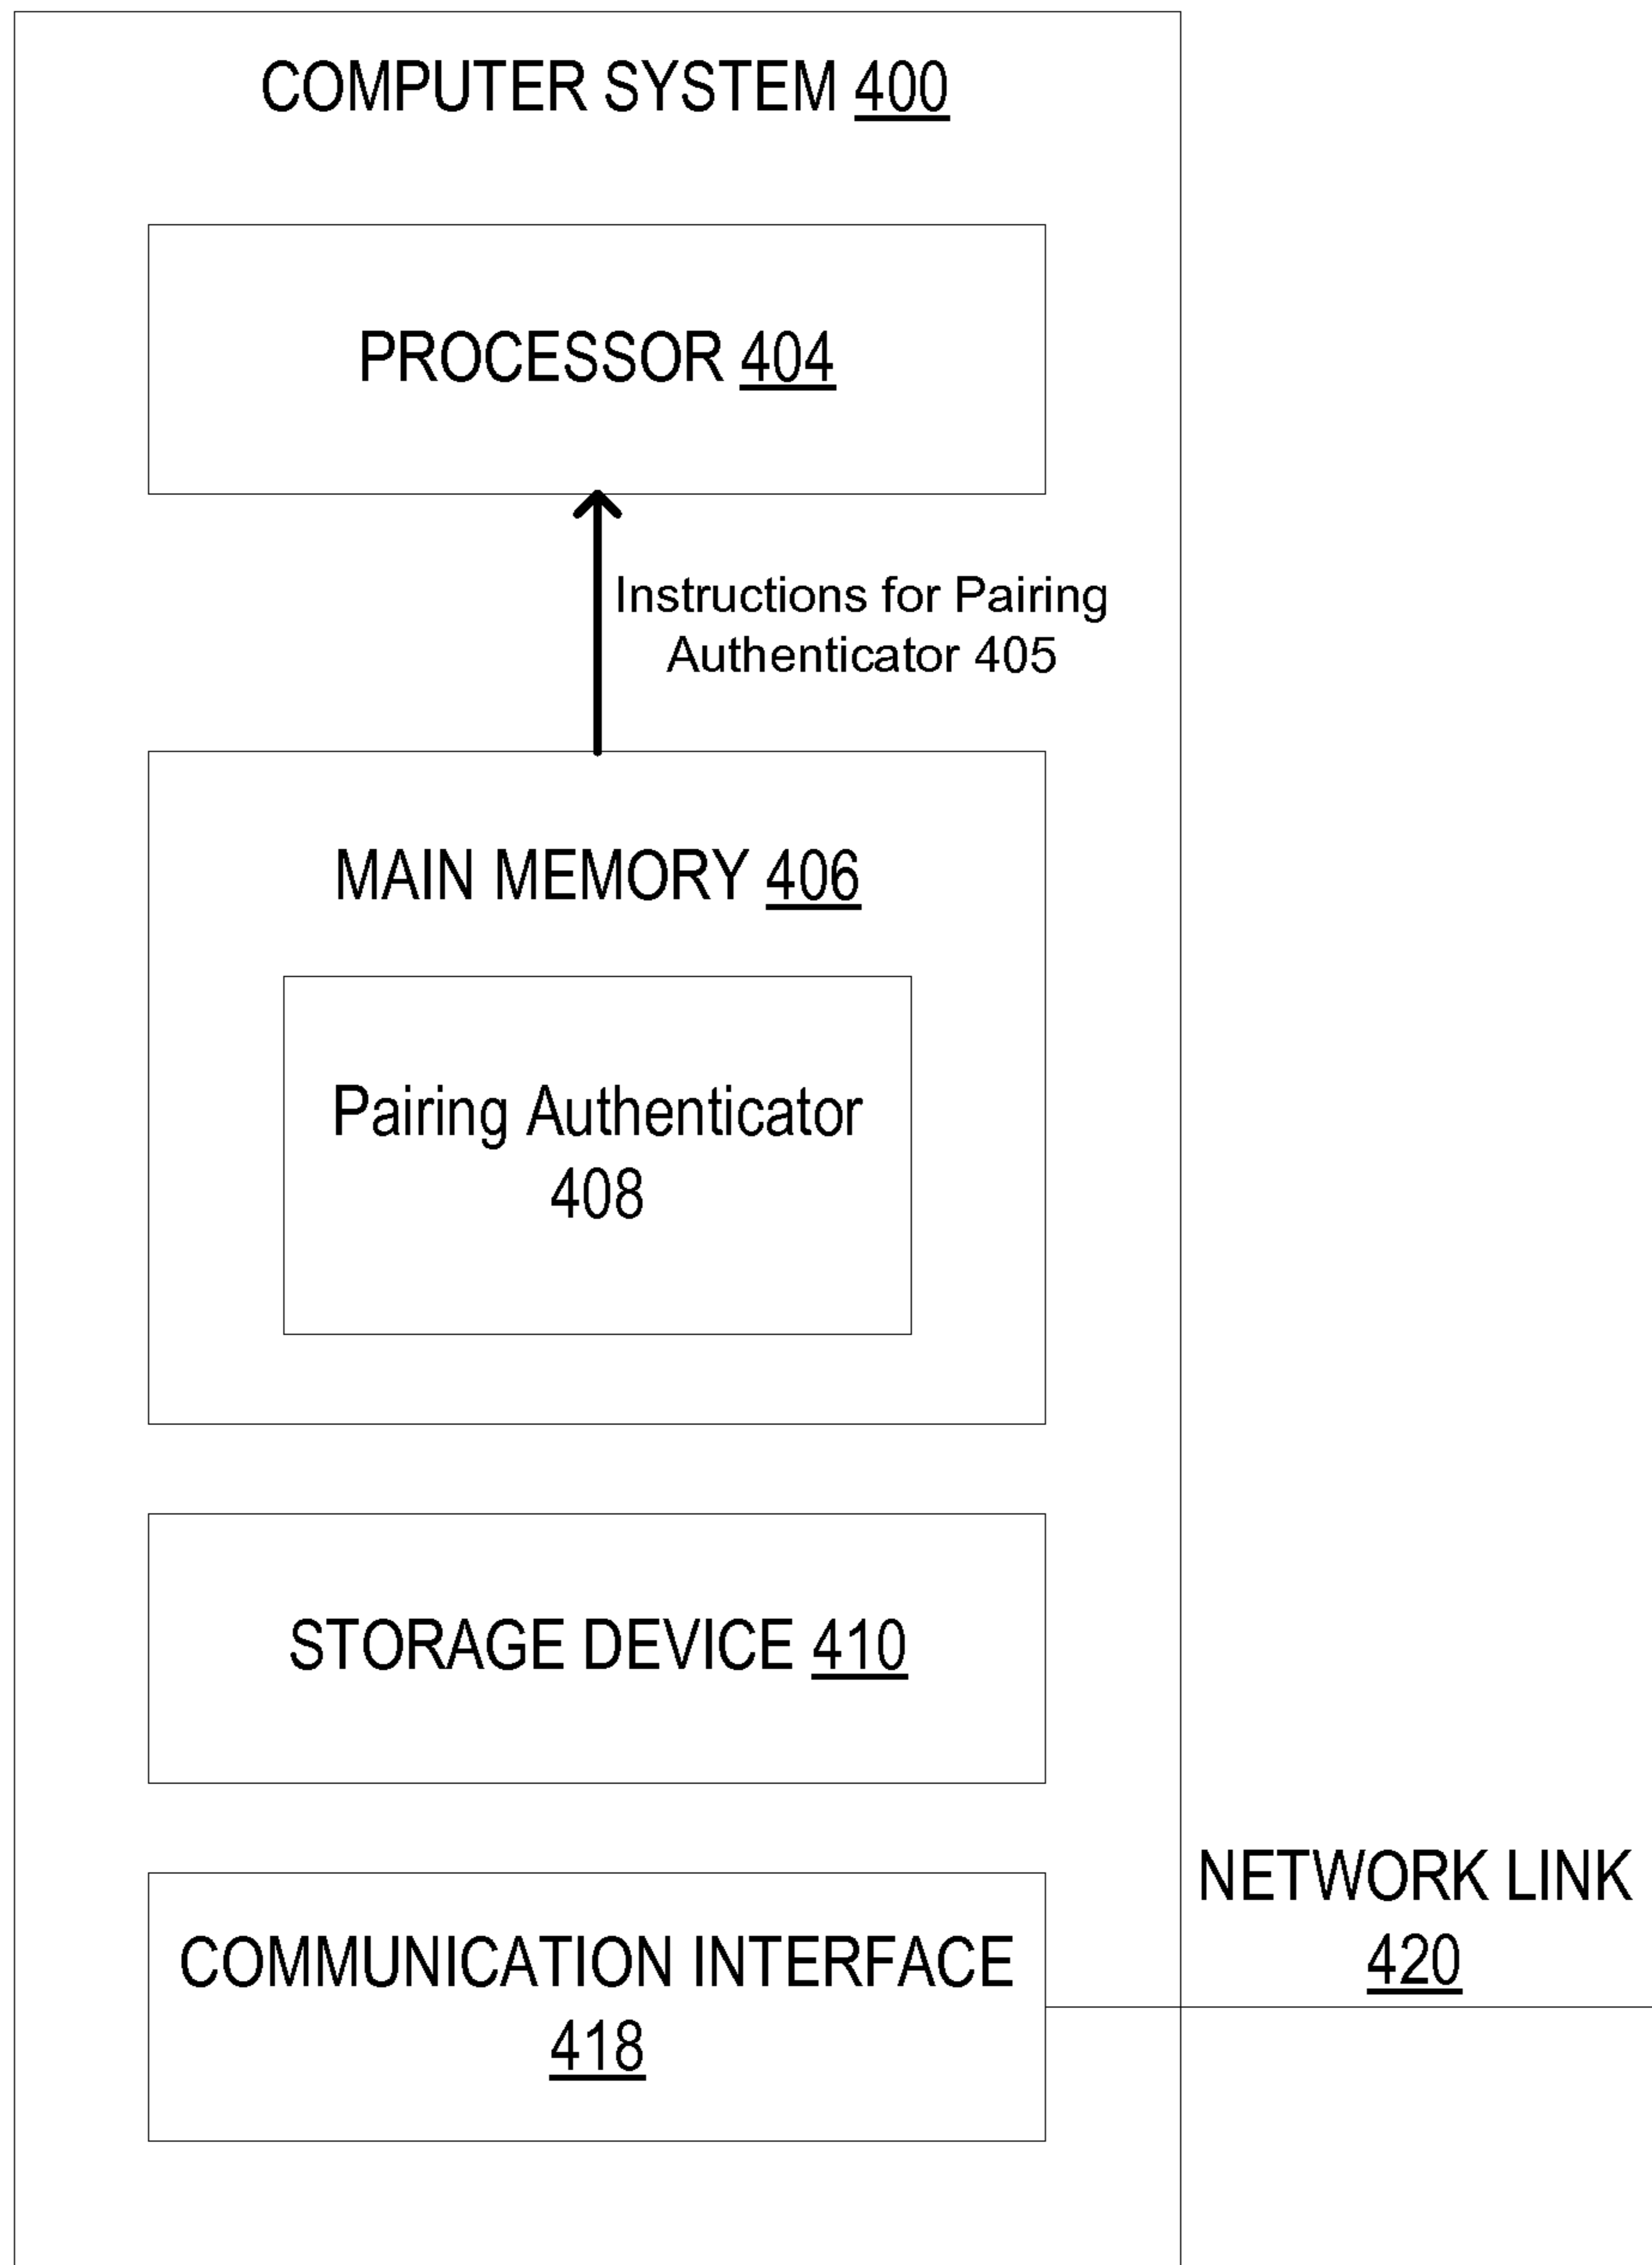 COMPUTER SYSTEM 400
PROCESSOR 404
Instructions for Pairing
Authenticator 405
MAIN MEMORY 406
Pairing Authenticator
408
STORAGE DEVICE 410
NETWORK LINK
420
COMMUNICATION INTERFACE
418